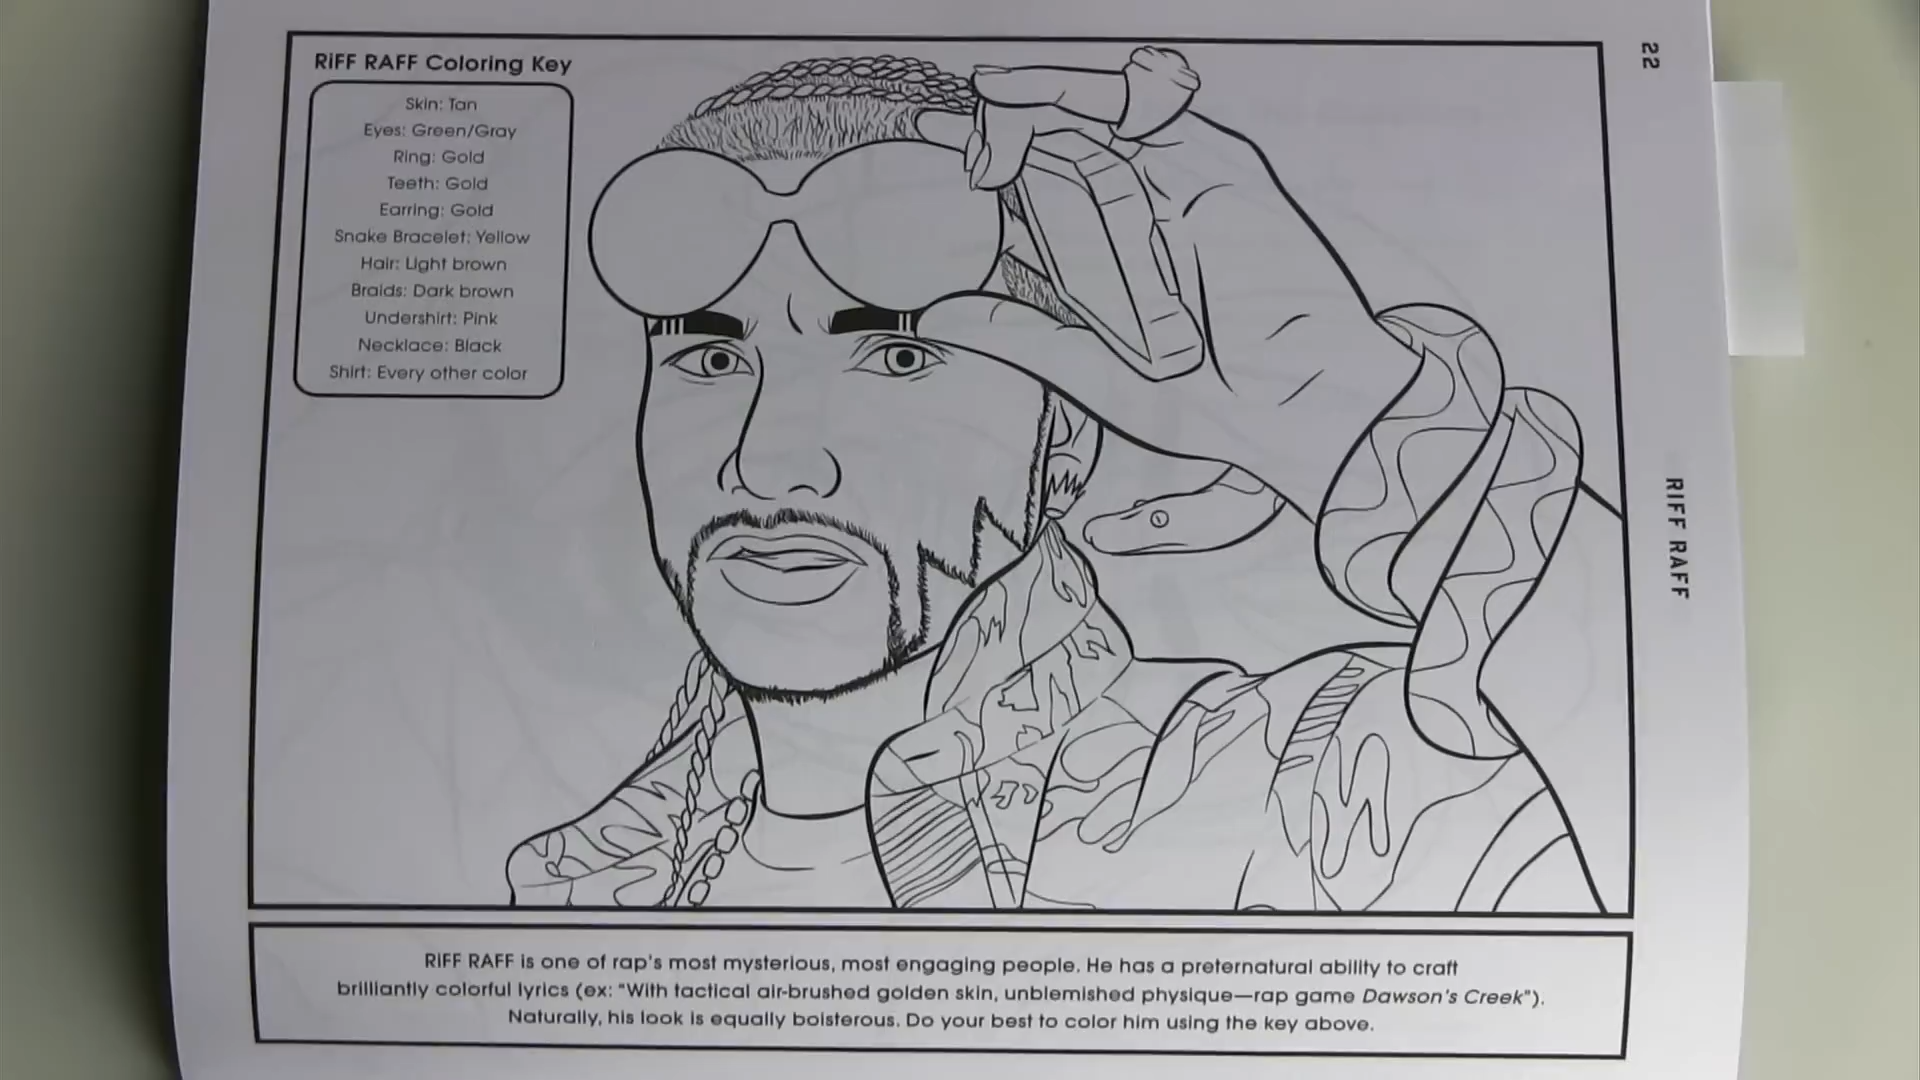 RiFF RAFF Coloring Key
Skin: Tan
Eyes: Green/Gray
Ring: Gold
Teeth: Gold
Earring: Gold
Snake Bracelet: Yellow
Hair: Light brown
Braids: Dark brown
Undershirt: Pink
Necklace: Black
Shirt: Every other color
22
RIFF RAFF
RiFF RAFF is one of rap's most mysterious, most engaging people. He has a preternatural ability to craft
brilliantly colorful lyrics (ex: "With tactical air-brushed golden skin, unblemished physique—rap game Dawson's Creek").
Naturally, his look is equally boisterous. Do your best to color him using the key above.